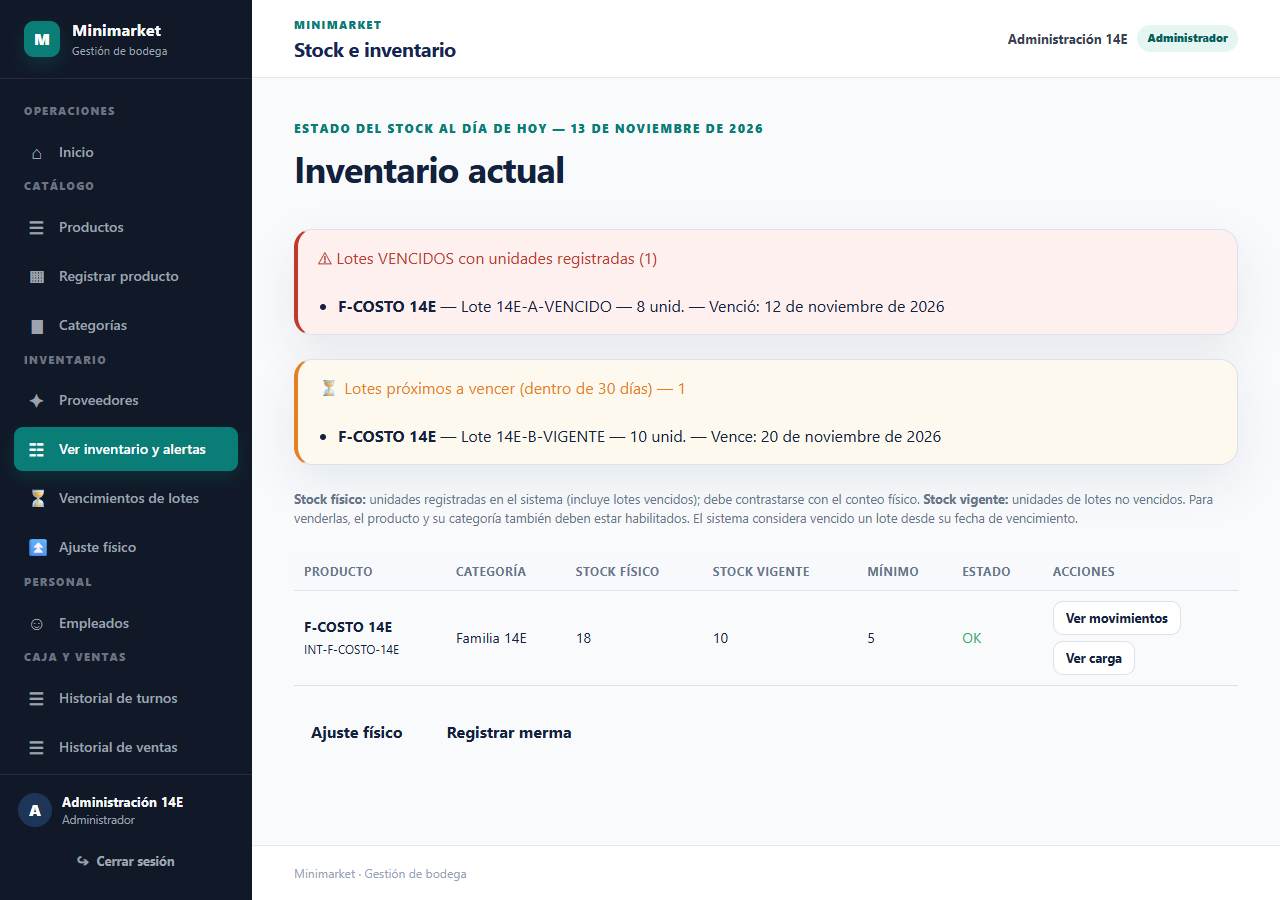 M
Minimarket
Gestión de bodega
OPERACIONES
Inicio
CATÁLOGO
Productos
Registrar producto
Categorías
INVENTARIO
Proveedores
Ver inventario y alertas
Vencimientos de lotes
Ajuste físico
PERSONAL
Empleados
CAJA Y VENTAS
Historial de turnos
Historial de ventas
A
Administración 14E
Administrador
Cerrar sesión
MINIMARKET
Stock e inventario
Administración 14E
Administrador
ESTADO DEL STOCK AL DÍA DE HOY — 13 DE NOVIEMBRE DE 2026
Inventario actual
⚠ Lotes VENCIDOS con unidades registradas (1)
• F-COSTO 14E — Lote 14E-A-VENCIDO — 8 unid. — Venció: 12 de noviembre de 2026
⏳ Lotes próximos a vencer (dentro de 30 días) — 1
• F-COSTO 14E — Lote 14E-B-VIGENTE — 10 unid. — Vence: 20 de noviembre de 2026
Stock físico: unidades registradas en el sistema (incluye lotes vencidos); debe contrastarse con el conteo físico. Stock vigente: unidades de lotes no vencidos. Para
venderlas, el producto y su categoría también deben estar habilitados. El sistema considera vencido un lote desde su fecha de vencimiento.
PRODUCTO CATEGORÍA STOCK FÍSICO STOCK VIGENTE MÍNIMO ESTADO ACCIONES
F-COSTO 14E
INT-F-COSTO-14E
Familia 14E 18 10 5 OK
Ver movimientos
Ver carga
Ajuste físico Registrar merma
Minimarket · Gestión de bodega